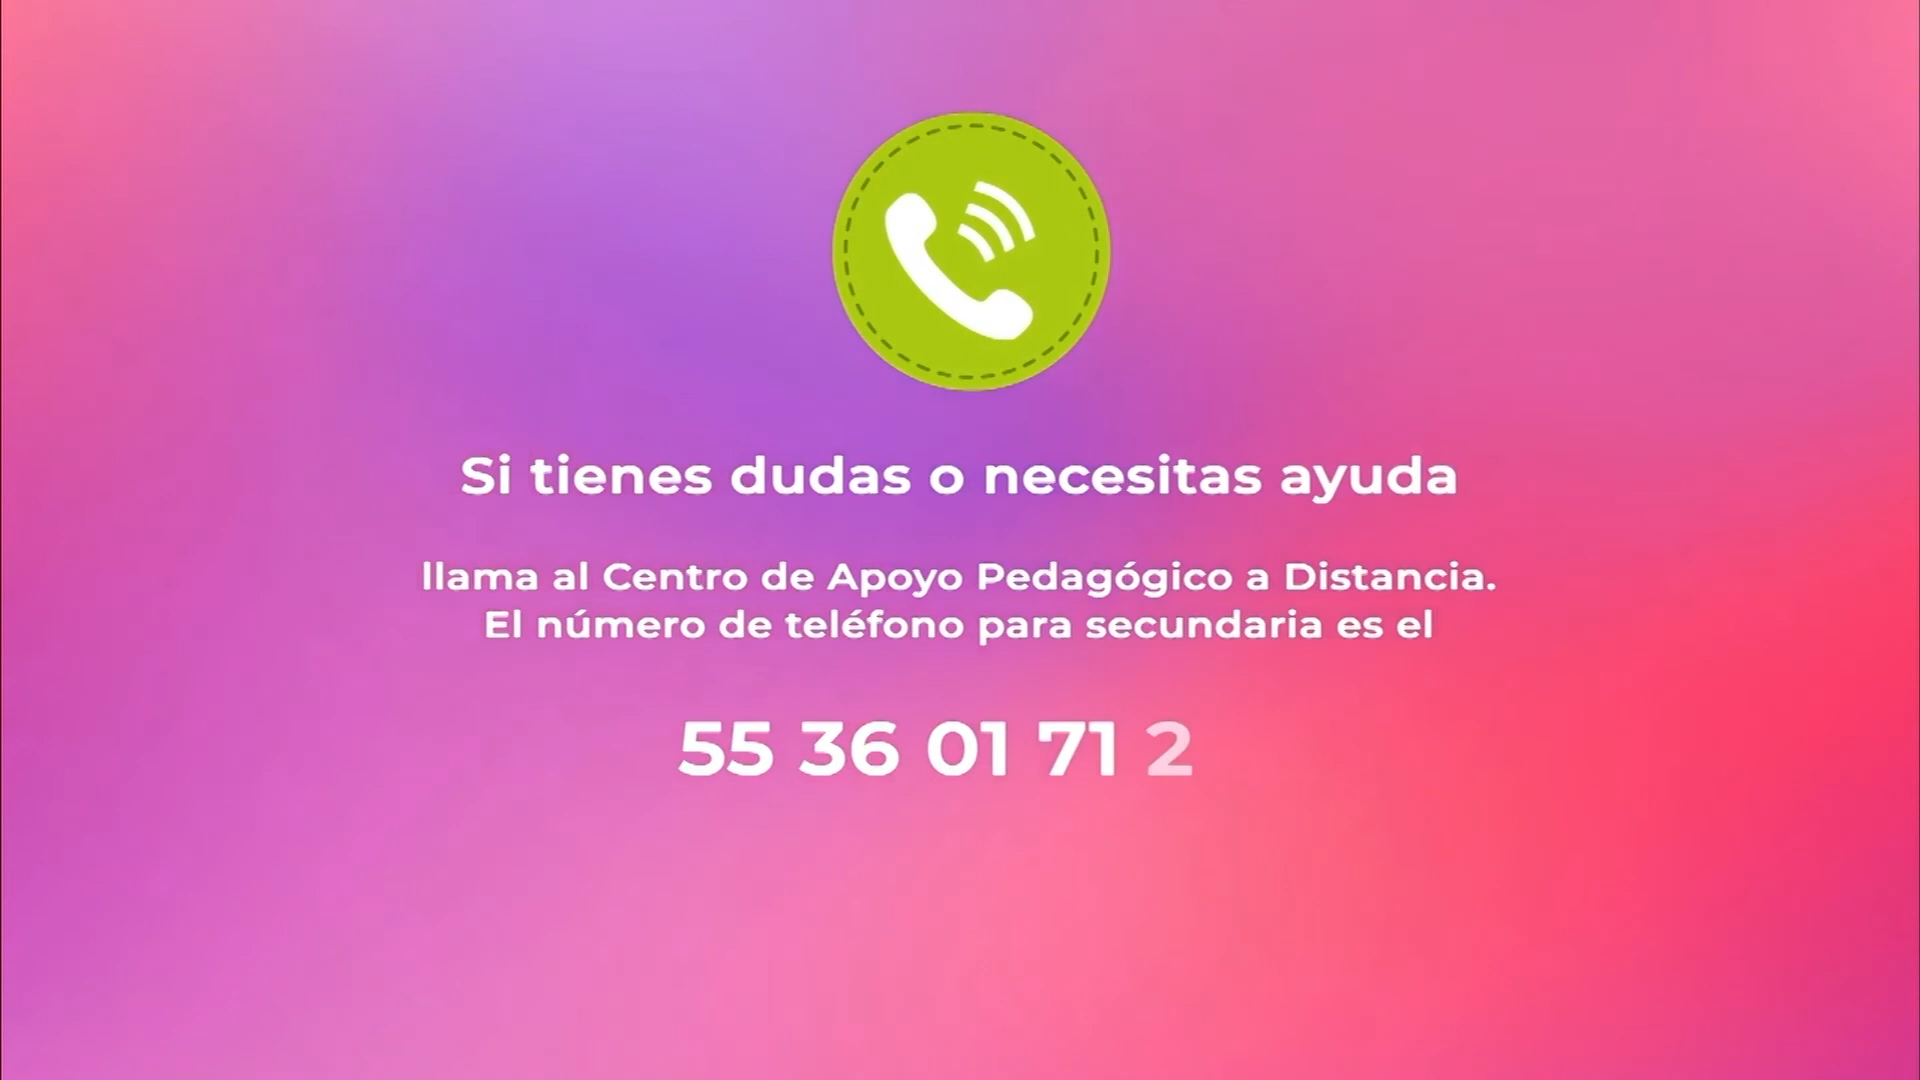 Si tienes dudas o necesitas ayuda
llama al Centro de Apoyo Pedagógico a Distancia.
El número de teléfono para secundaria es el
55 36 01 71 2